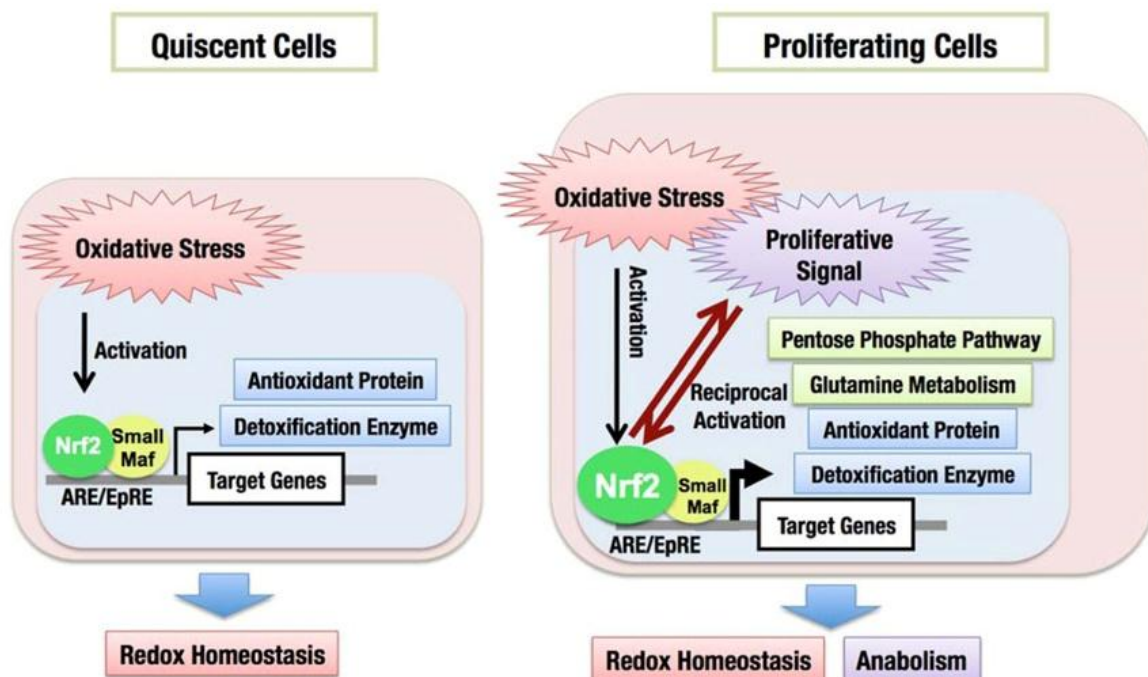 Quiscent Cells
Oxidative Stress
Activation
Antioxidant Protein
Detoxification Enzyme
Nrf2
Small
Maf
ARE/EpRE
Target Genes
Redox Homeostasis
Proliferating Cells
Oxidative Stress
Proliferative
Signal
Activation
Reciprocal
Activation
Pentose Phosphate Pathway
Glutamine Metabolism
Antioxidant Protein
Detoxification Enzyme
Nrf2
Small
Maf
ARE/EpRE
Target Genes
Redox Homeostasis
Anabolism